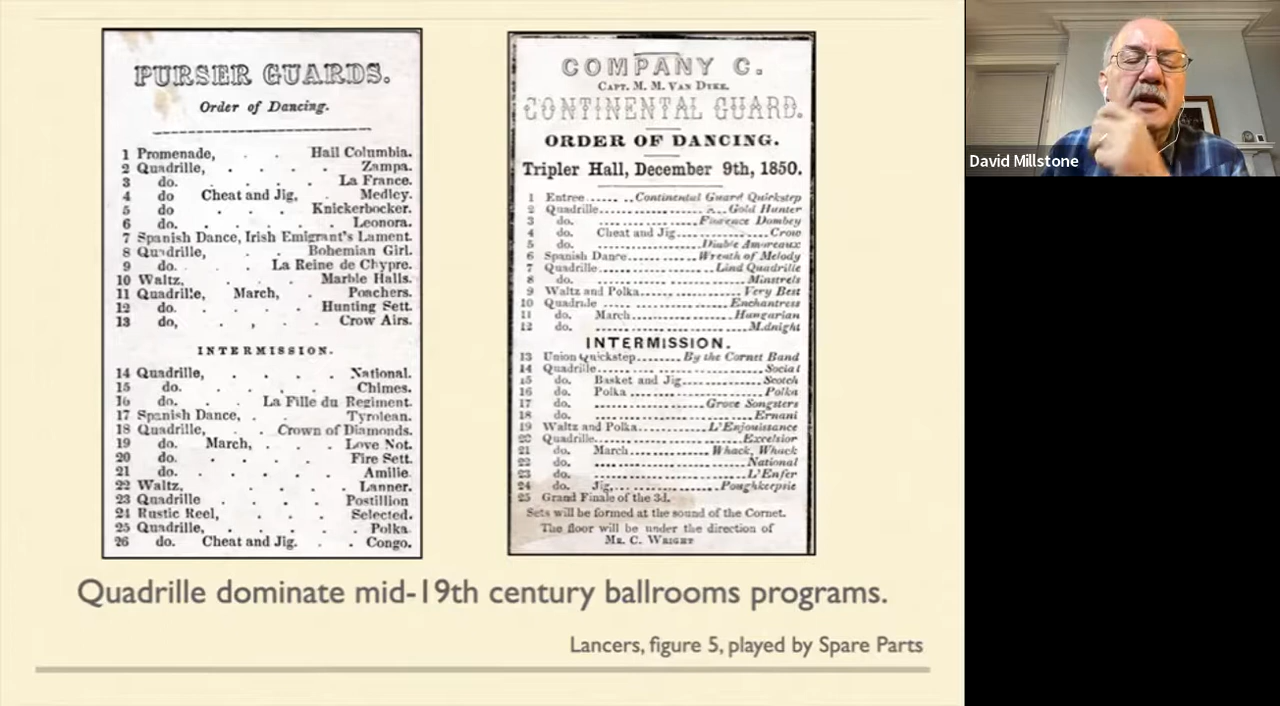 PURSER GUARDS.
Order of Dancing.
1 Promenade, . . Hail Columbia.
2 Quadrille, . . . . Zampa.
3 do. . . . . La France.
4 do Cheat and Jig, . Medley.
5 do . . . Knickerbocker.
6 do. . . . . Leonora.
7 Spanish Dance, Irish Emigrant's Lament.
8 Quadrille, . . Bohemian Girl.
9 do. . . La Reine de Chypre.
10 Waltz, . . . Marble Halls.
11 Quadrille, March, . Poachers.
12 do. . . . . Hunting Sett.
13 do, . , . Crow Airs.
INTERMISSION.
14 Quadrille, . . . National.
15 do. . . . . Chimes.
16 do. . . La Fille du Regiment.
17 Spanish Dance, . . Tyrolean.
18 Quadrille, . . Crown of Diamonds.
19 do. March, . . Love Not.
20 do. . . . . Fire Sett.
21 do. . . . . Amilie
22 Waltz, . . . . Lanner.
23 Quadrille . . . . Postillion
24 Rustic Reel, . . . Selected.
25 Quadrille, . . . . Polka
26 do. Cheat and Jig. . . Congo.
COMPANY C.
CAPT. M. M. VAN DYKE.
CONTINENTAL GUARD.
ORDER OF DANCING.
Tripler Hall, December 9th, 1850.
1 Entree...... ..Continental Guard Quickstep
2 Quadrille....................Gold Hunter
3 do. ....................Florence Dombey
4 do. Cheat and Jig....................Crow
5 do. ....................Diable Amoreaux
6 Spanish Dance................Wreath of Melody
7 Quadrille....................Lind Quadrille
8 do. ....................Minstrels
9 Waltz and Polka....................Very Best
10 Quadrille....................Enchantress
11 do. March....................Hungarian
12 do. ....................Midnight
INTERMISSION.
13 Union Quickstep........By the Cornet Band
14 Quadrille....................Social
15 do. Basket and Jig....................Scotch
16 do. Polka....................Polka
17 do. ....................Grove Songsters
18 do. ....................Ernani
19 Waltz and Polka................L'Enjouissance
20 Quadrille....................Excelsior
21 do. March................Whack, Whack
22 do. ....................National
23 do. ....................L'Enfer
24 do. Jig,....................Poughkeepsie
25 Grand Finale of the 3d.
Sets will be formed at the sound of the Cornet.
The floor will be under the direction of
MR. C. WRIGHT
Quadrille dominate mid-19th century ballrooms programs.
Lancers, figure 5, played by Spare Parts
David Millstone